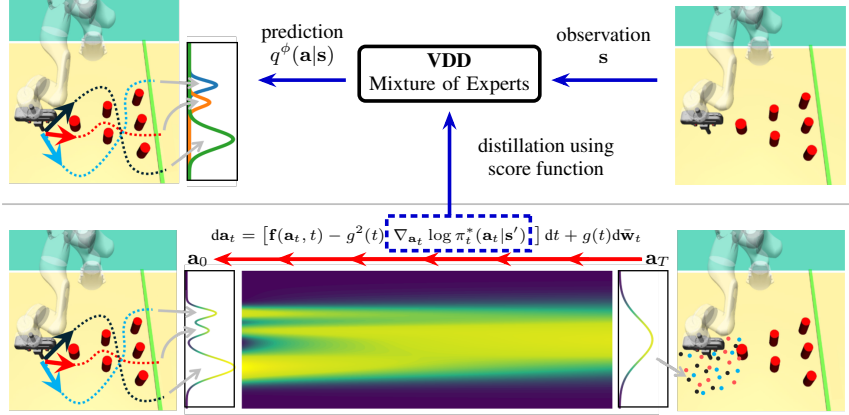 prediction
q^ϕ(a|s)
VDD
Mixture of Experts
observation
s
distillation using
score function
da_t = [f(a_t, t) − g²(t) ∇_{a_t} log π*_t(a_t|s′)] dt + g(t)dw̄_t
a_0
a_T